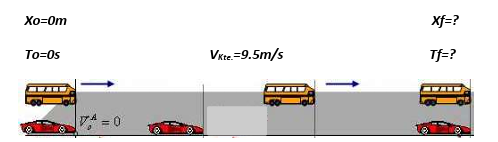 Xo=0m Xf=?
To=0s VKte.=9.5m/s Tf=?
V₀ᴬ = 0